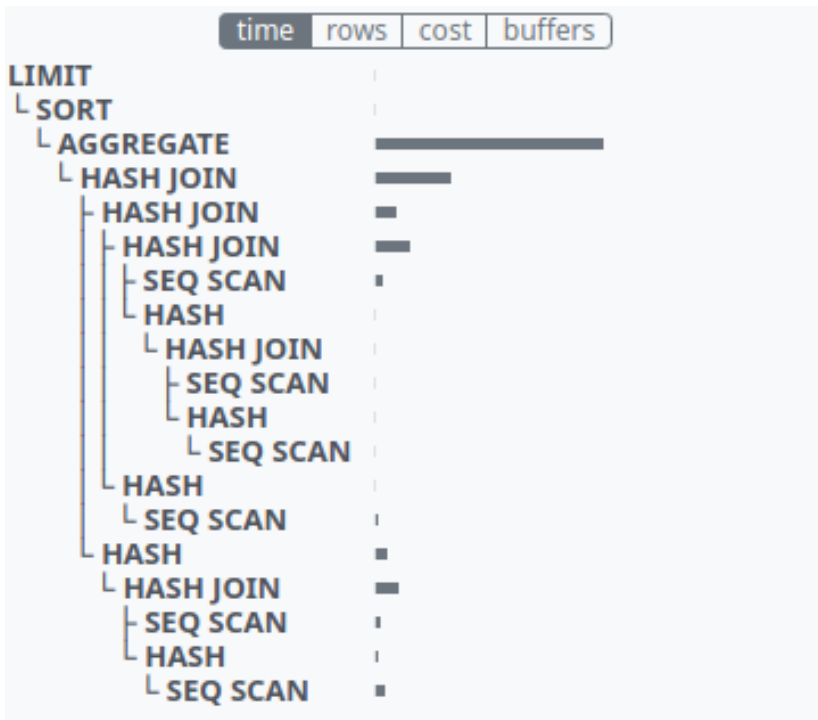 time rows cost buffers
LIMIT
SORT
AGGREGATE
HASH JOIN
HASH JOIN
HASH JOIN
SEQ SCAN
HASH
HASH JOIN
SEQ SCAN
HASH
SEQ SCAN
HASH
SEQ SCAN
HASH
HASH JOIN
SEQ SCAN
HASH
SEQ SCAN